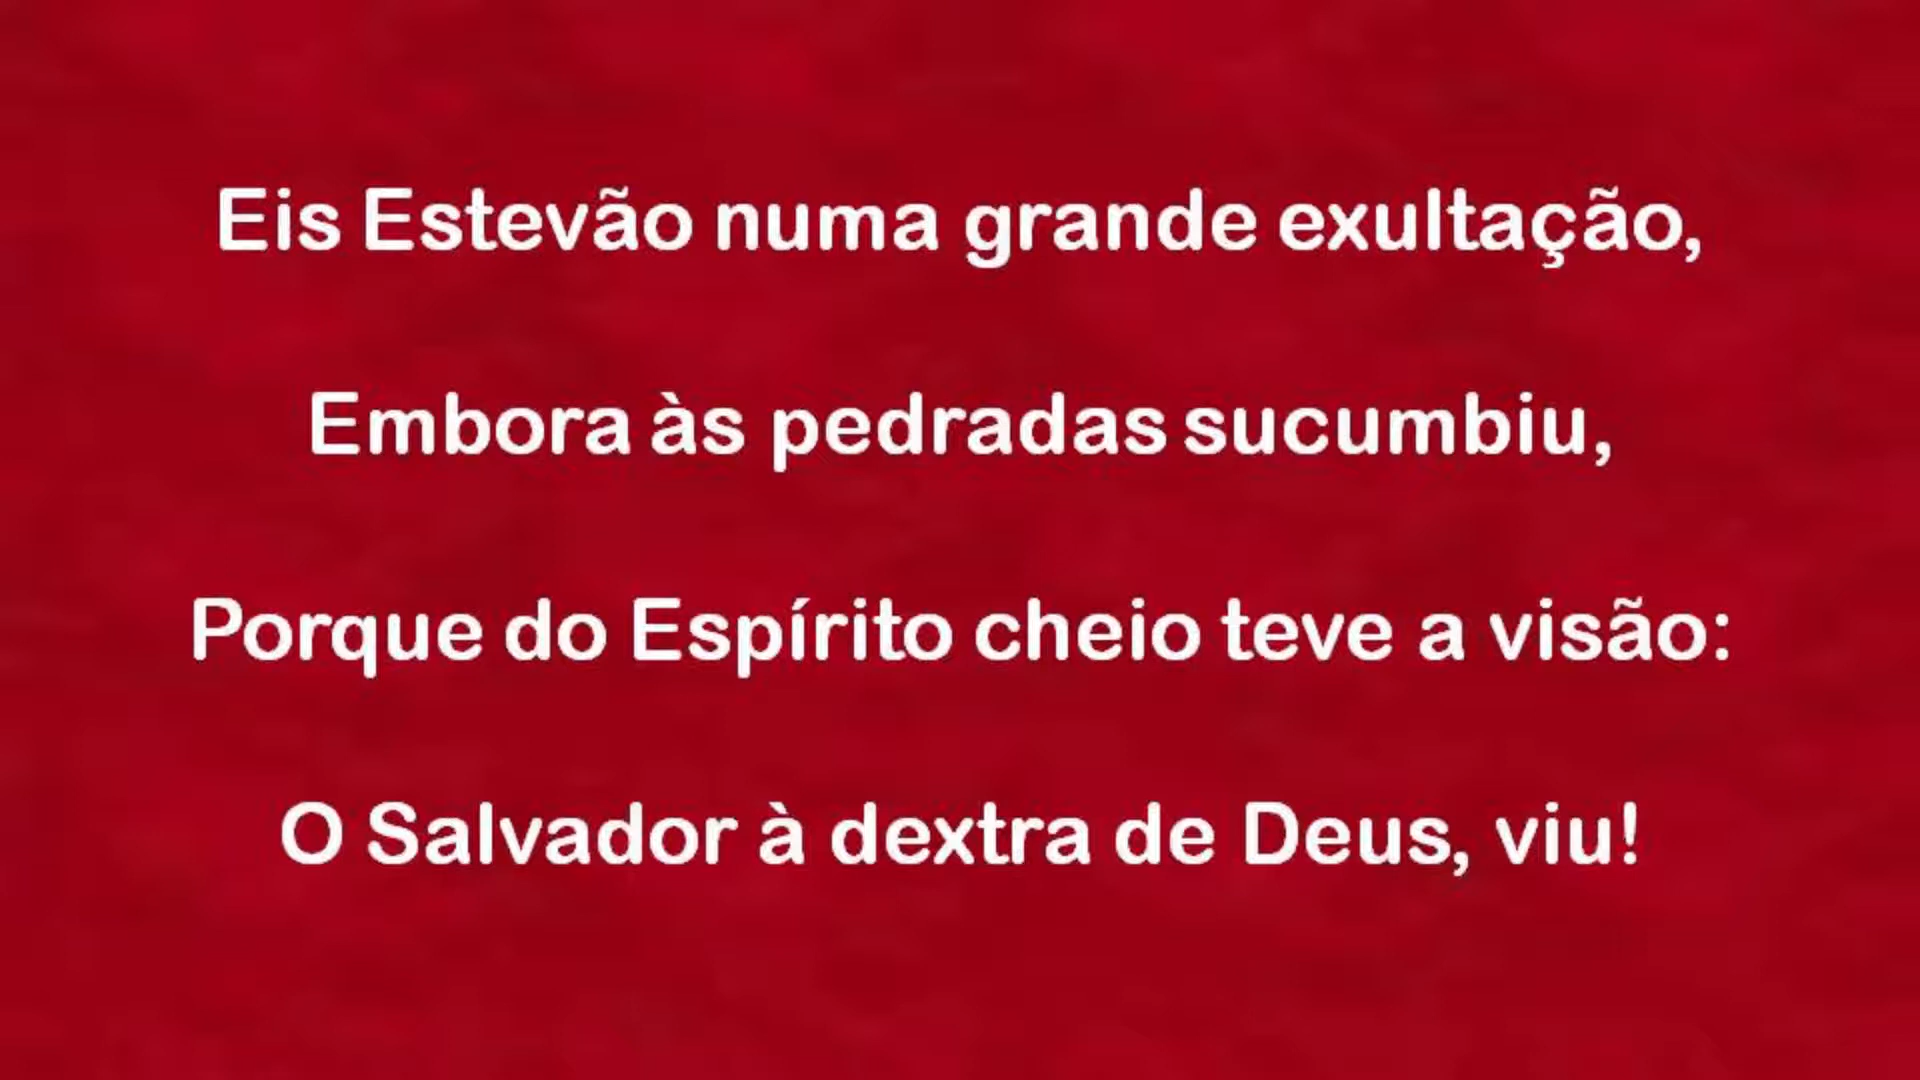 Eis Estevão numa grande exultação,
Embora às pedradas sucumbiu,
Porque do Espírito cheio teve a visão:
O Salvador à dextra de Deus, viu!